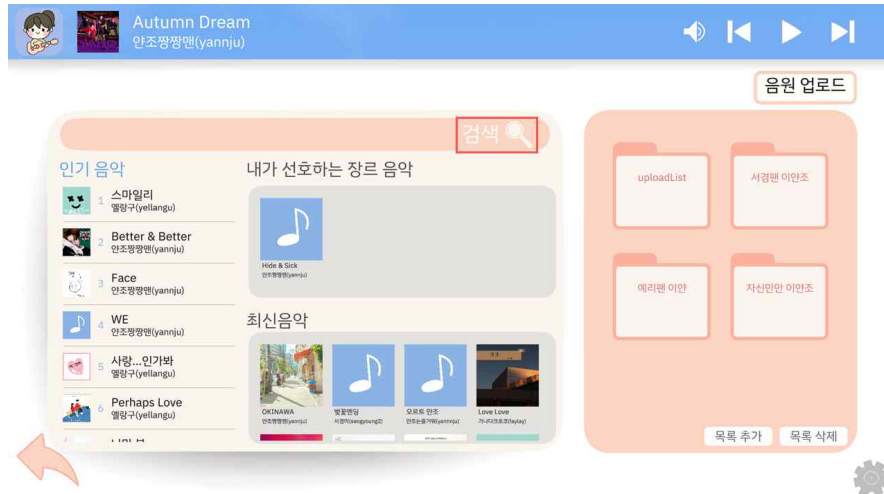 Autumn Dream
얀조짱짱맨(yannju)
음원 업로드
검색
인기 음악
1 스마일리
옐랑구(yellangu)
2 Better & Better
얀조짱짱맨(yannju)
3 Face
얀조짱짱맨(yannju)
4 WE
얀조짱짱맨(yannju)
5 사랑...인가봐
옐랑구(yellangu)
6 Perhaps Love
옐랑구(yellangu)
내가 선호하는 장르 음악
Hide & Sick
얀조짱짱맨(yannju)
최신음악
OKINAWA
얀조짱짱맨(yannju)
벚꽃엔딩
오르트 얀조
Love Love
uploadList
서경팬 이얀조
예리팬 이얀
자신만만 이얀조
목록 추가
목록 삭제